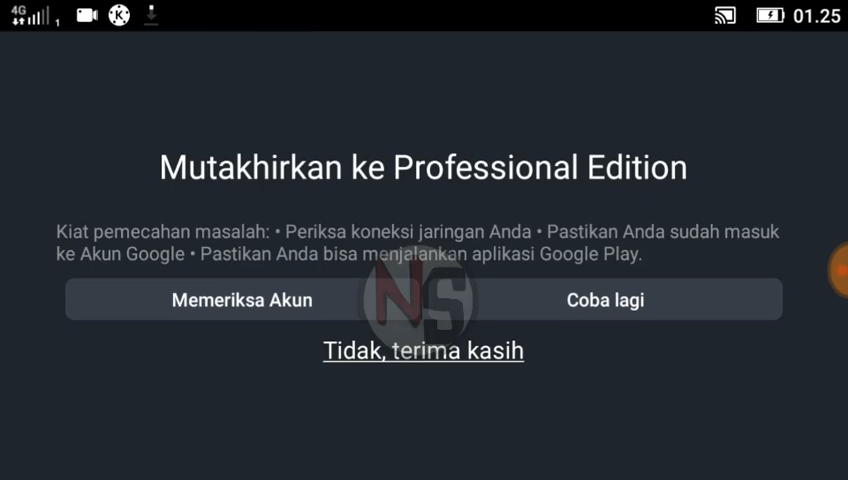 4G 1 K 01.25
Mutakhirkan ke Professional Edition
Kiat pemecahan masalah: • Periksa koneksi jaringan Anda • Pastikan Anda sudah masuk
ke Akun Google • Pastikan Anda bisa menjalankan aplikasi Google Play.
Memeriksa Akun Coba lagi
NS
Tidak, terima kasih